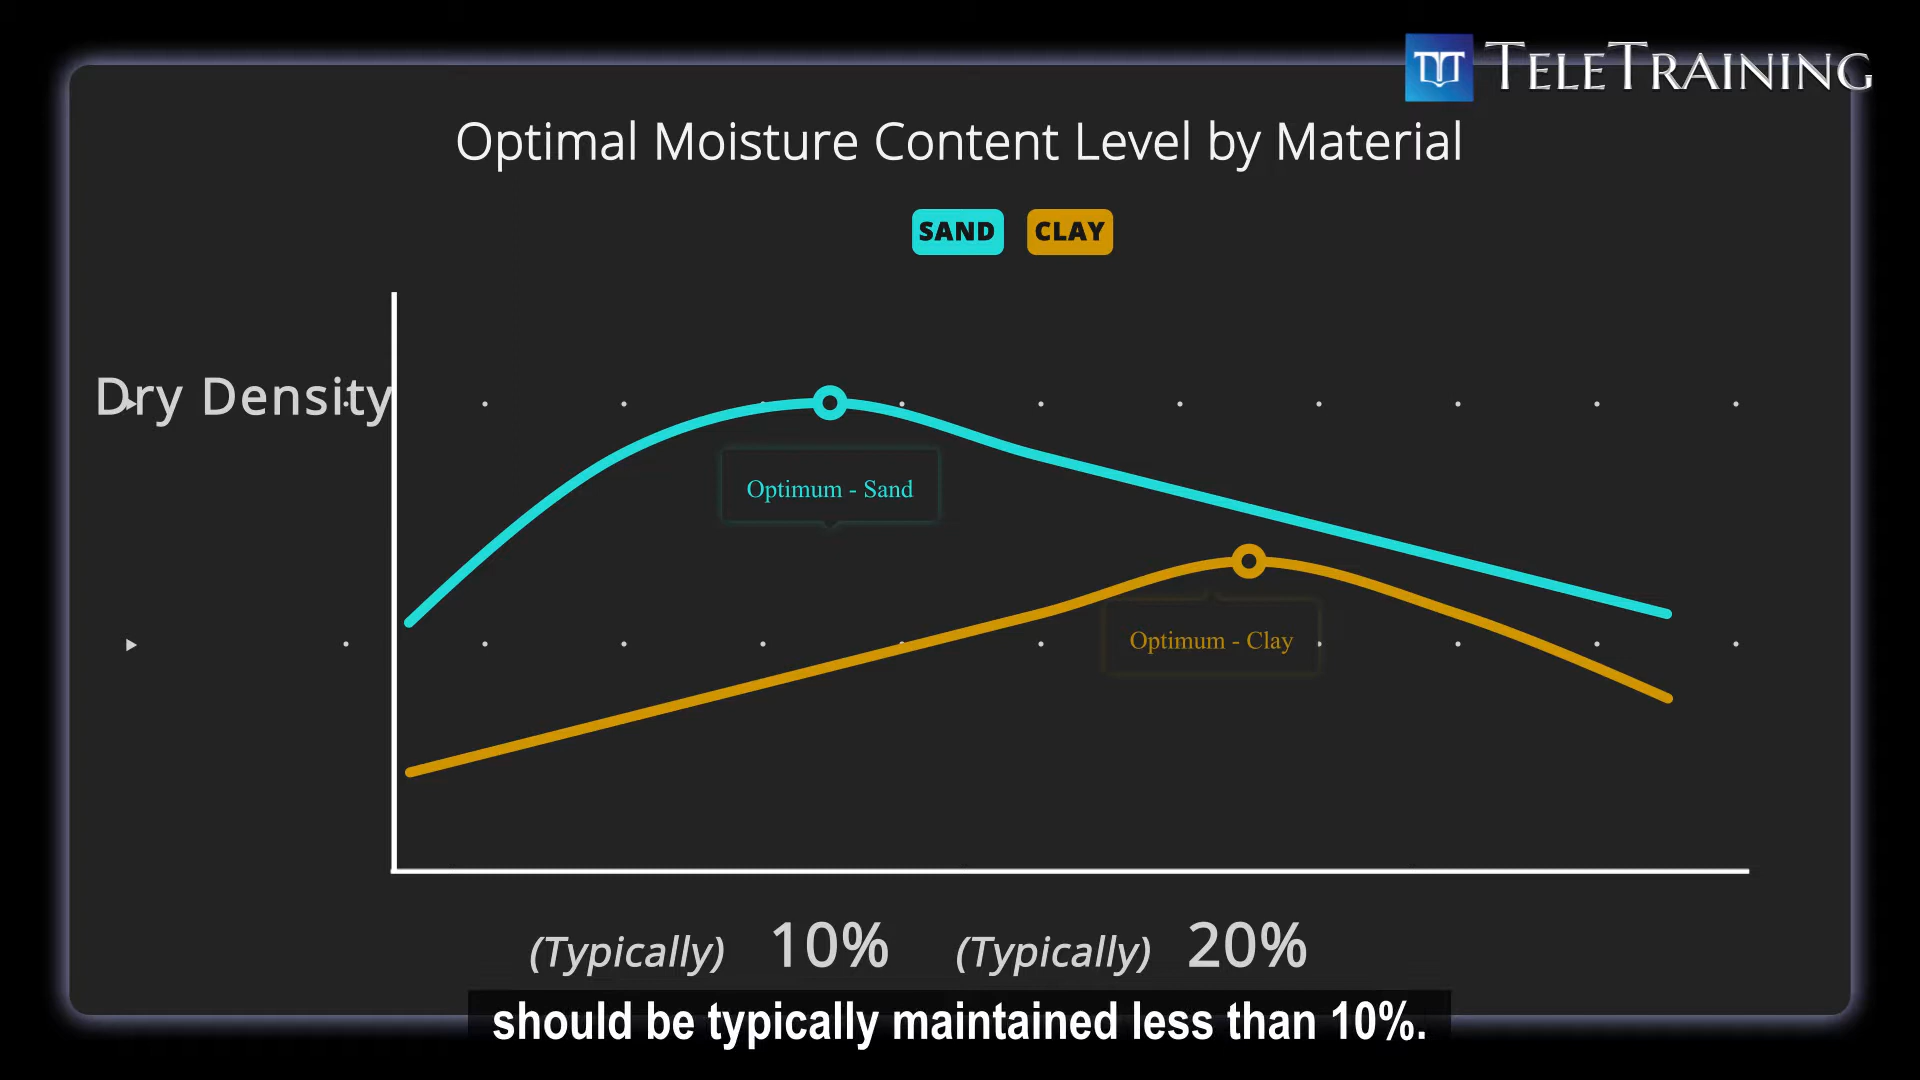 TELETRAINING
Optimal Moisture Content Level by Material
SAND CLAY
Dry Density
Optimum - Sand
Optimum - Clay
(Typically) 10% (Typically) 20%
should be typically maintained less than 10%.